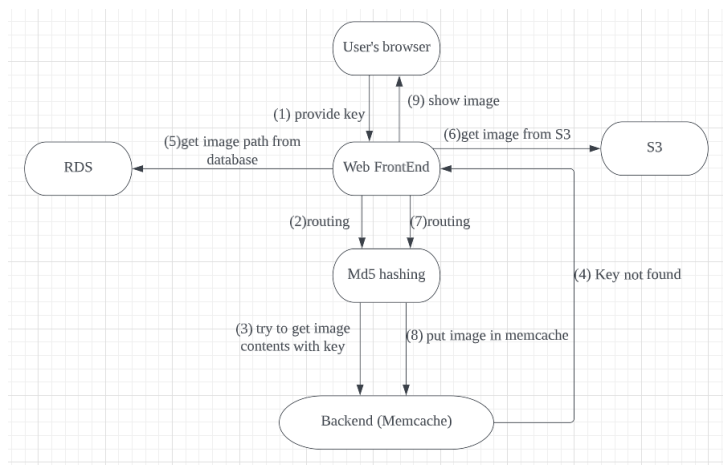 User's browser
(1) provide key
(9) show image
(5)get image path from
database
(6)get image from S3
RDS
Web FrontEnd
S3
(2)routing
(7)routing
Md5 hashing
(4) Key not found
(3) try to get image
contents with key
(8) put image in memcache
Backend (Memcache)